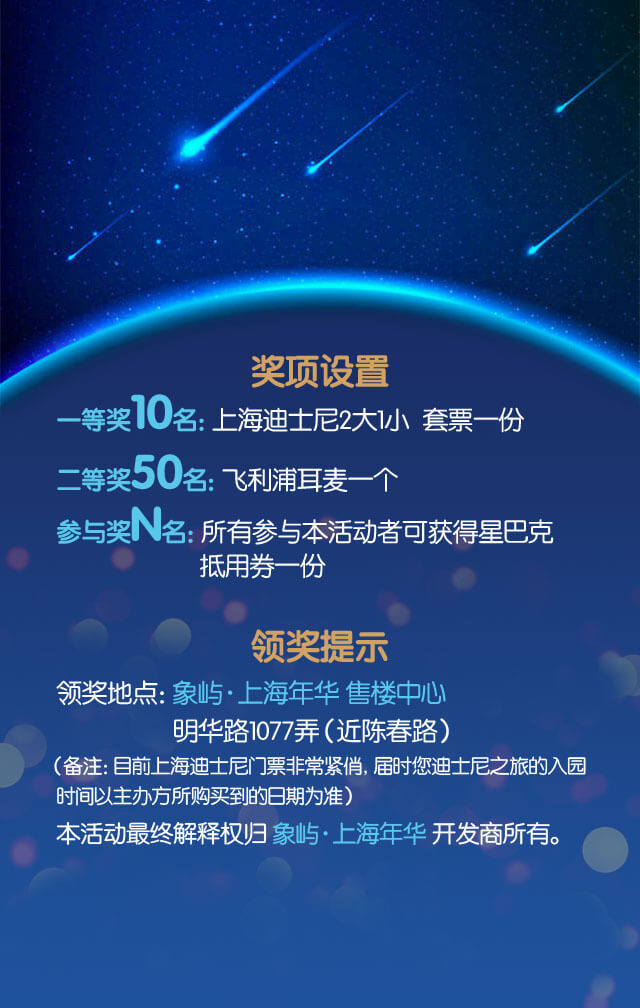 奖项设置
一等奖10名: 上海迪士尼2大1小 套票一份
二等奖50名: 飞利浦耳麦一个
参与奖N名: 所有参与本活动者可获得星巴克
抵用券一份
领奖提示
领奖地点: 象屿·上海年华 售楼中心
明华路1077弄（近陈春路）
（备注: 目前上海迪士尼门票非常紧俏, 届时您迪士尼之旅的入园
时间以主办方所购买到的日期为准）
本活动最终解释权归 象屿·上海年华 开发商所有。